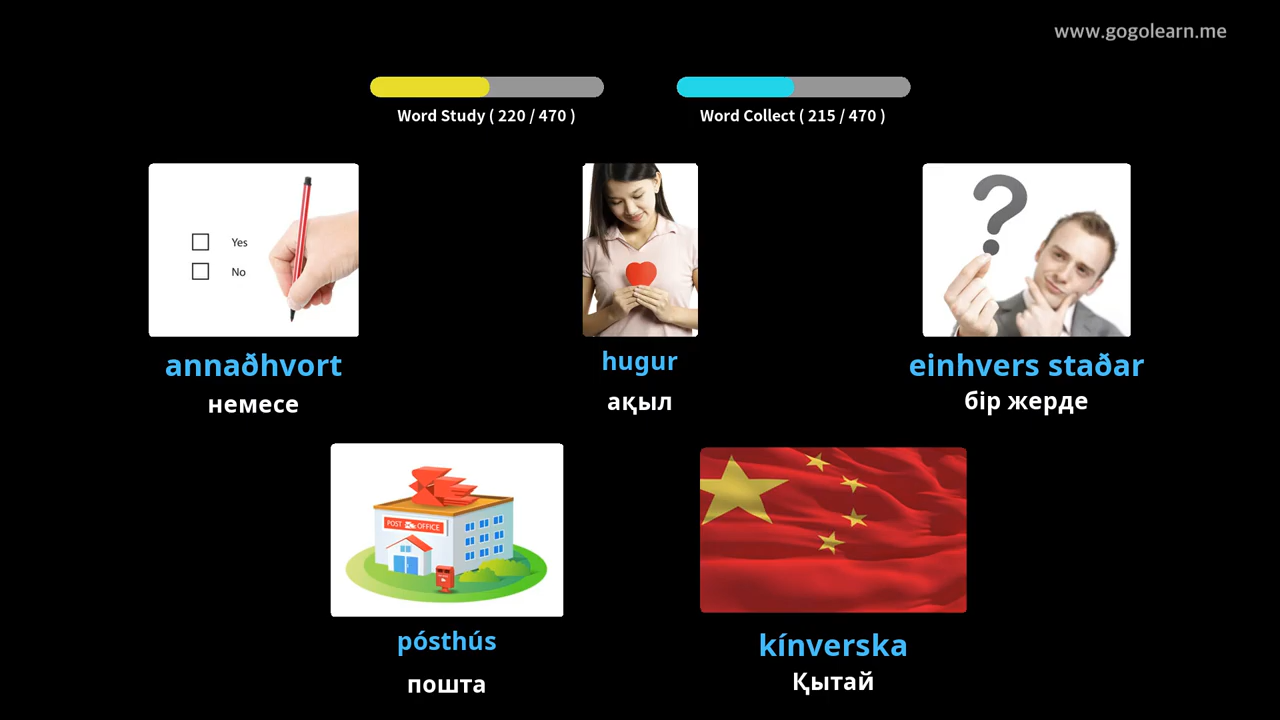 www.gogolearn.me
Word Study ( 220 / 470 )
Word Collect ( 215 / 470 )
Yes
No
annaðhvort
немесе
hugur
ақыл
einhvers staðar
бір жерде
POST OFFICE
pósthús
пошта
kínverska
Қытай